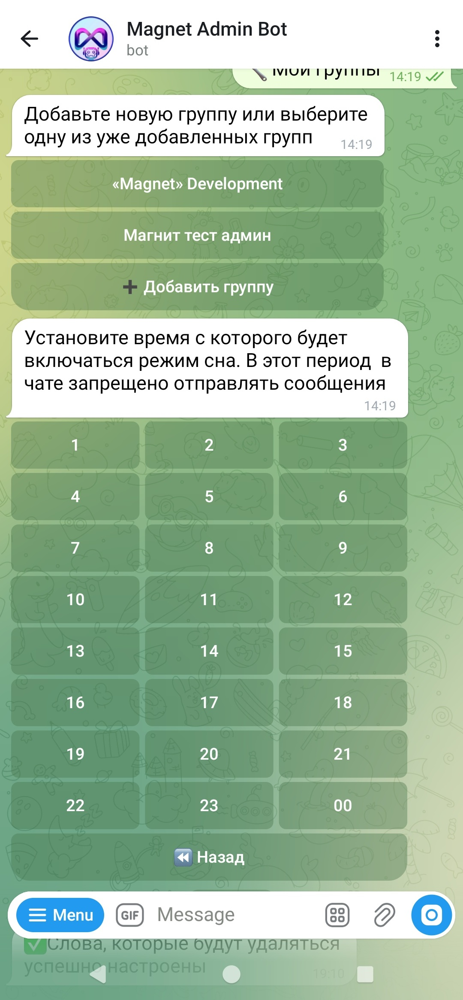 Magnet Admin Bot
bot
Мои группы 14:19
Добавьте новую группу или выберите
одну из уже добавленных групп 14:19
«Magnet» Development
Магнит тест админ
Добавить группу
Установите время с которого будет
включаться режим сна. В этот период  в
чате запрещено отправлять сообщения
14:19
1 2 3
4 5 6
7 8 9
10 11 12
13 14 15
16 17 18
19 20 21
22 23 00
Назад
Menu GIF Message
Слова, которые будут удаляться
успешно настроены 19:10